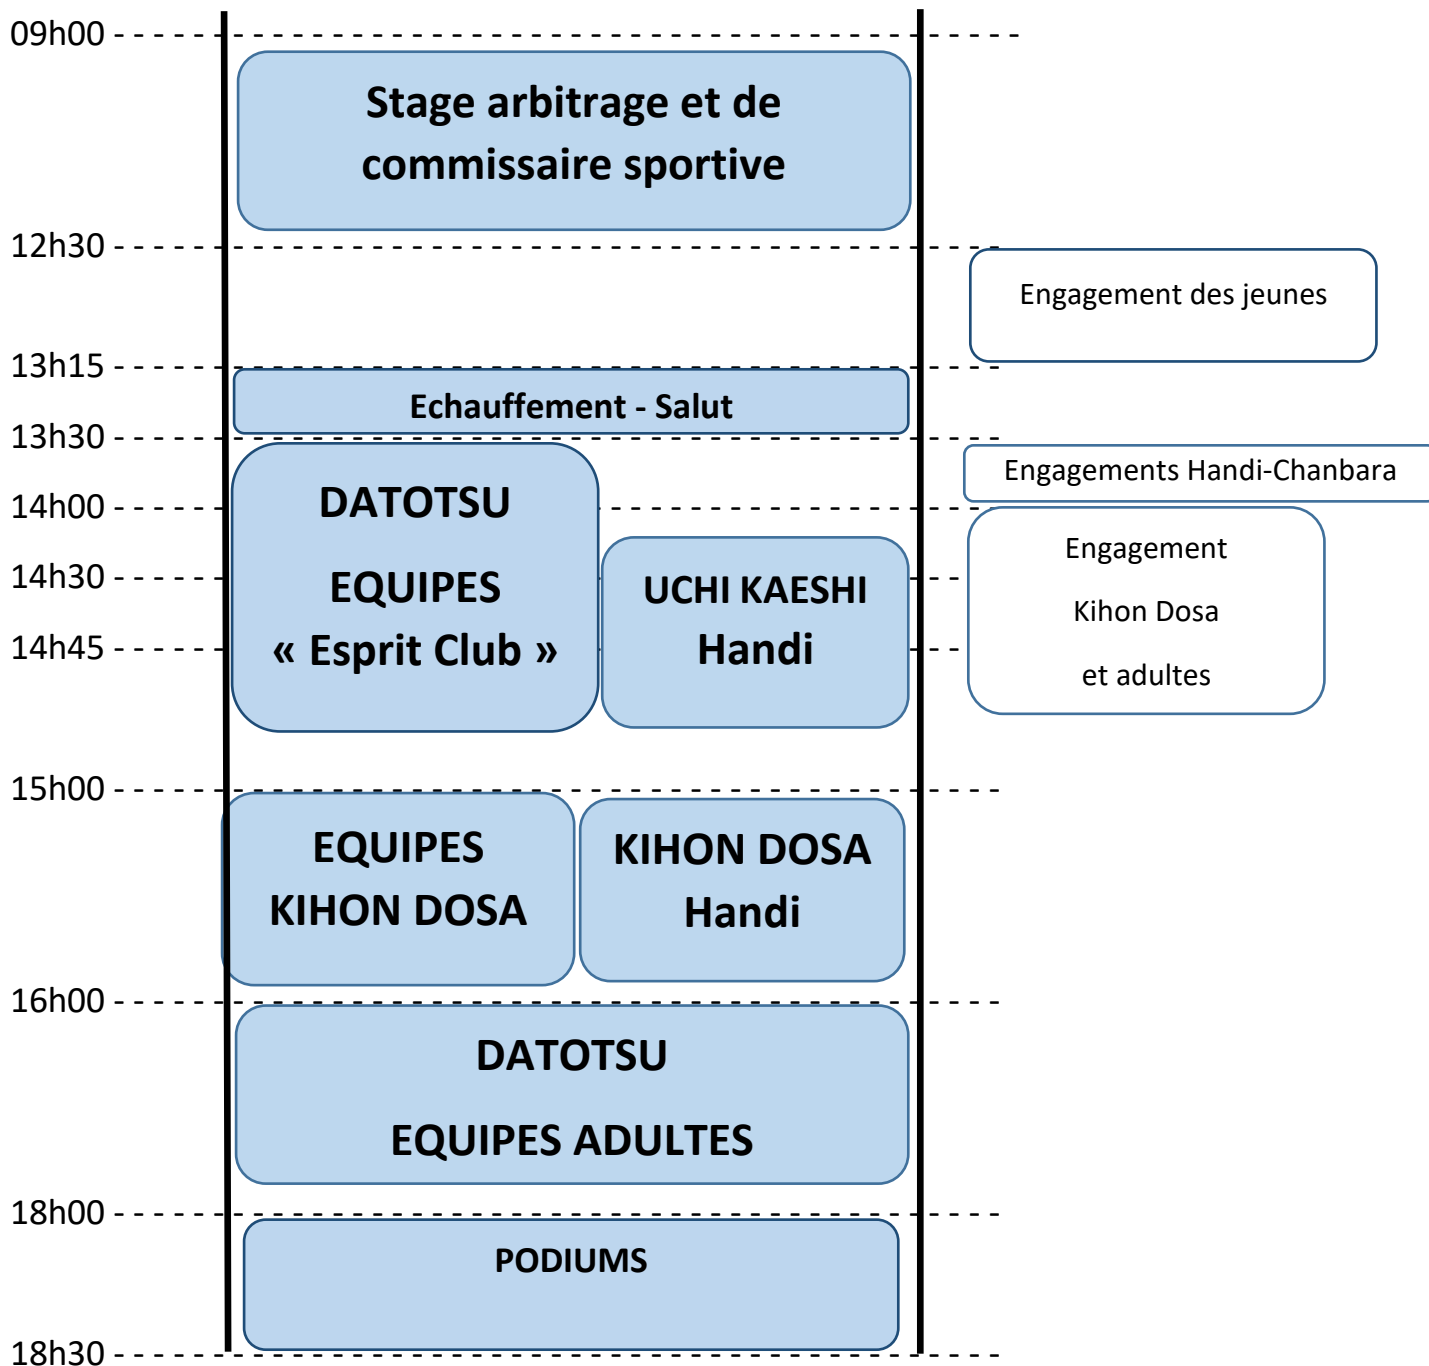 09h00
Stage arbitrage et de
commissaire sportive
12h30
Engagement des jeunes
13h15
Echauffement - Salut
13h30
Engagements Handi-Chanbara
DATOTSU
14h00
Engagement
14h30
EQUIPES
UCHI KAESHI
Kihon Dosa
14h45
« Esprit Club »
Handi
et adultes
15h00
EQUIPES
KIHON DOSA
KIHON DOSA
Handi
16h00
DATOTSU
EQUIPES ADULTES
18h00
PODIUMS
18h30